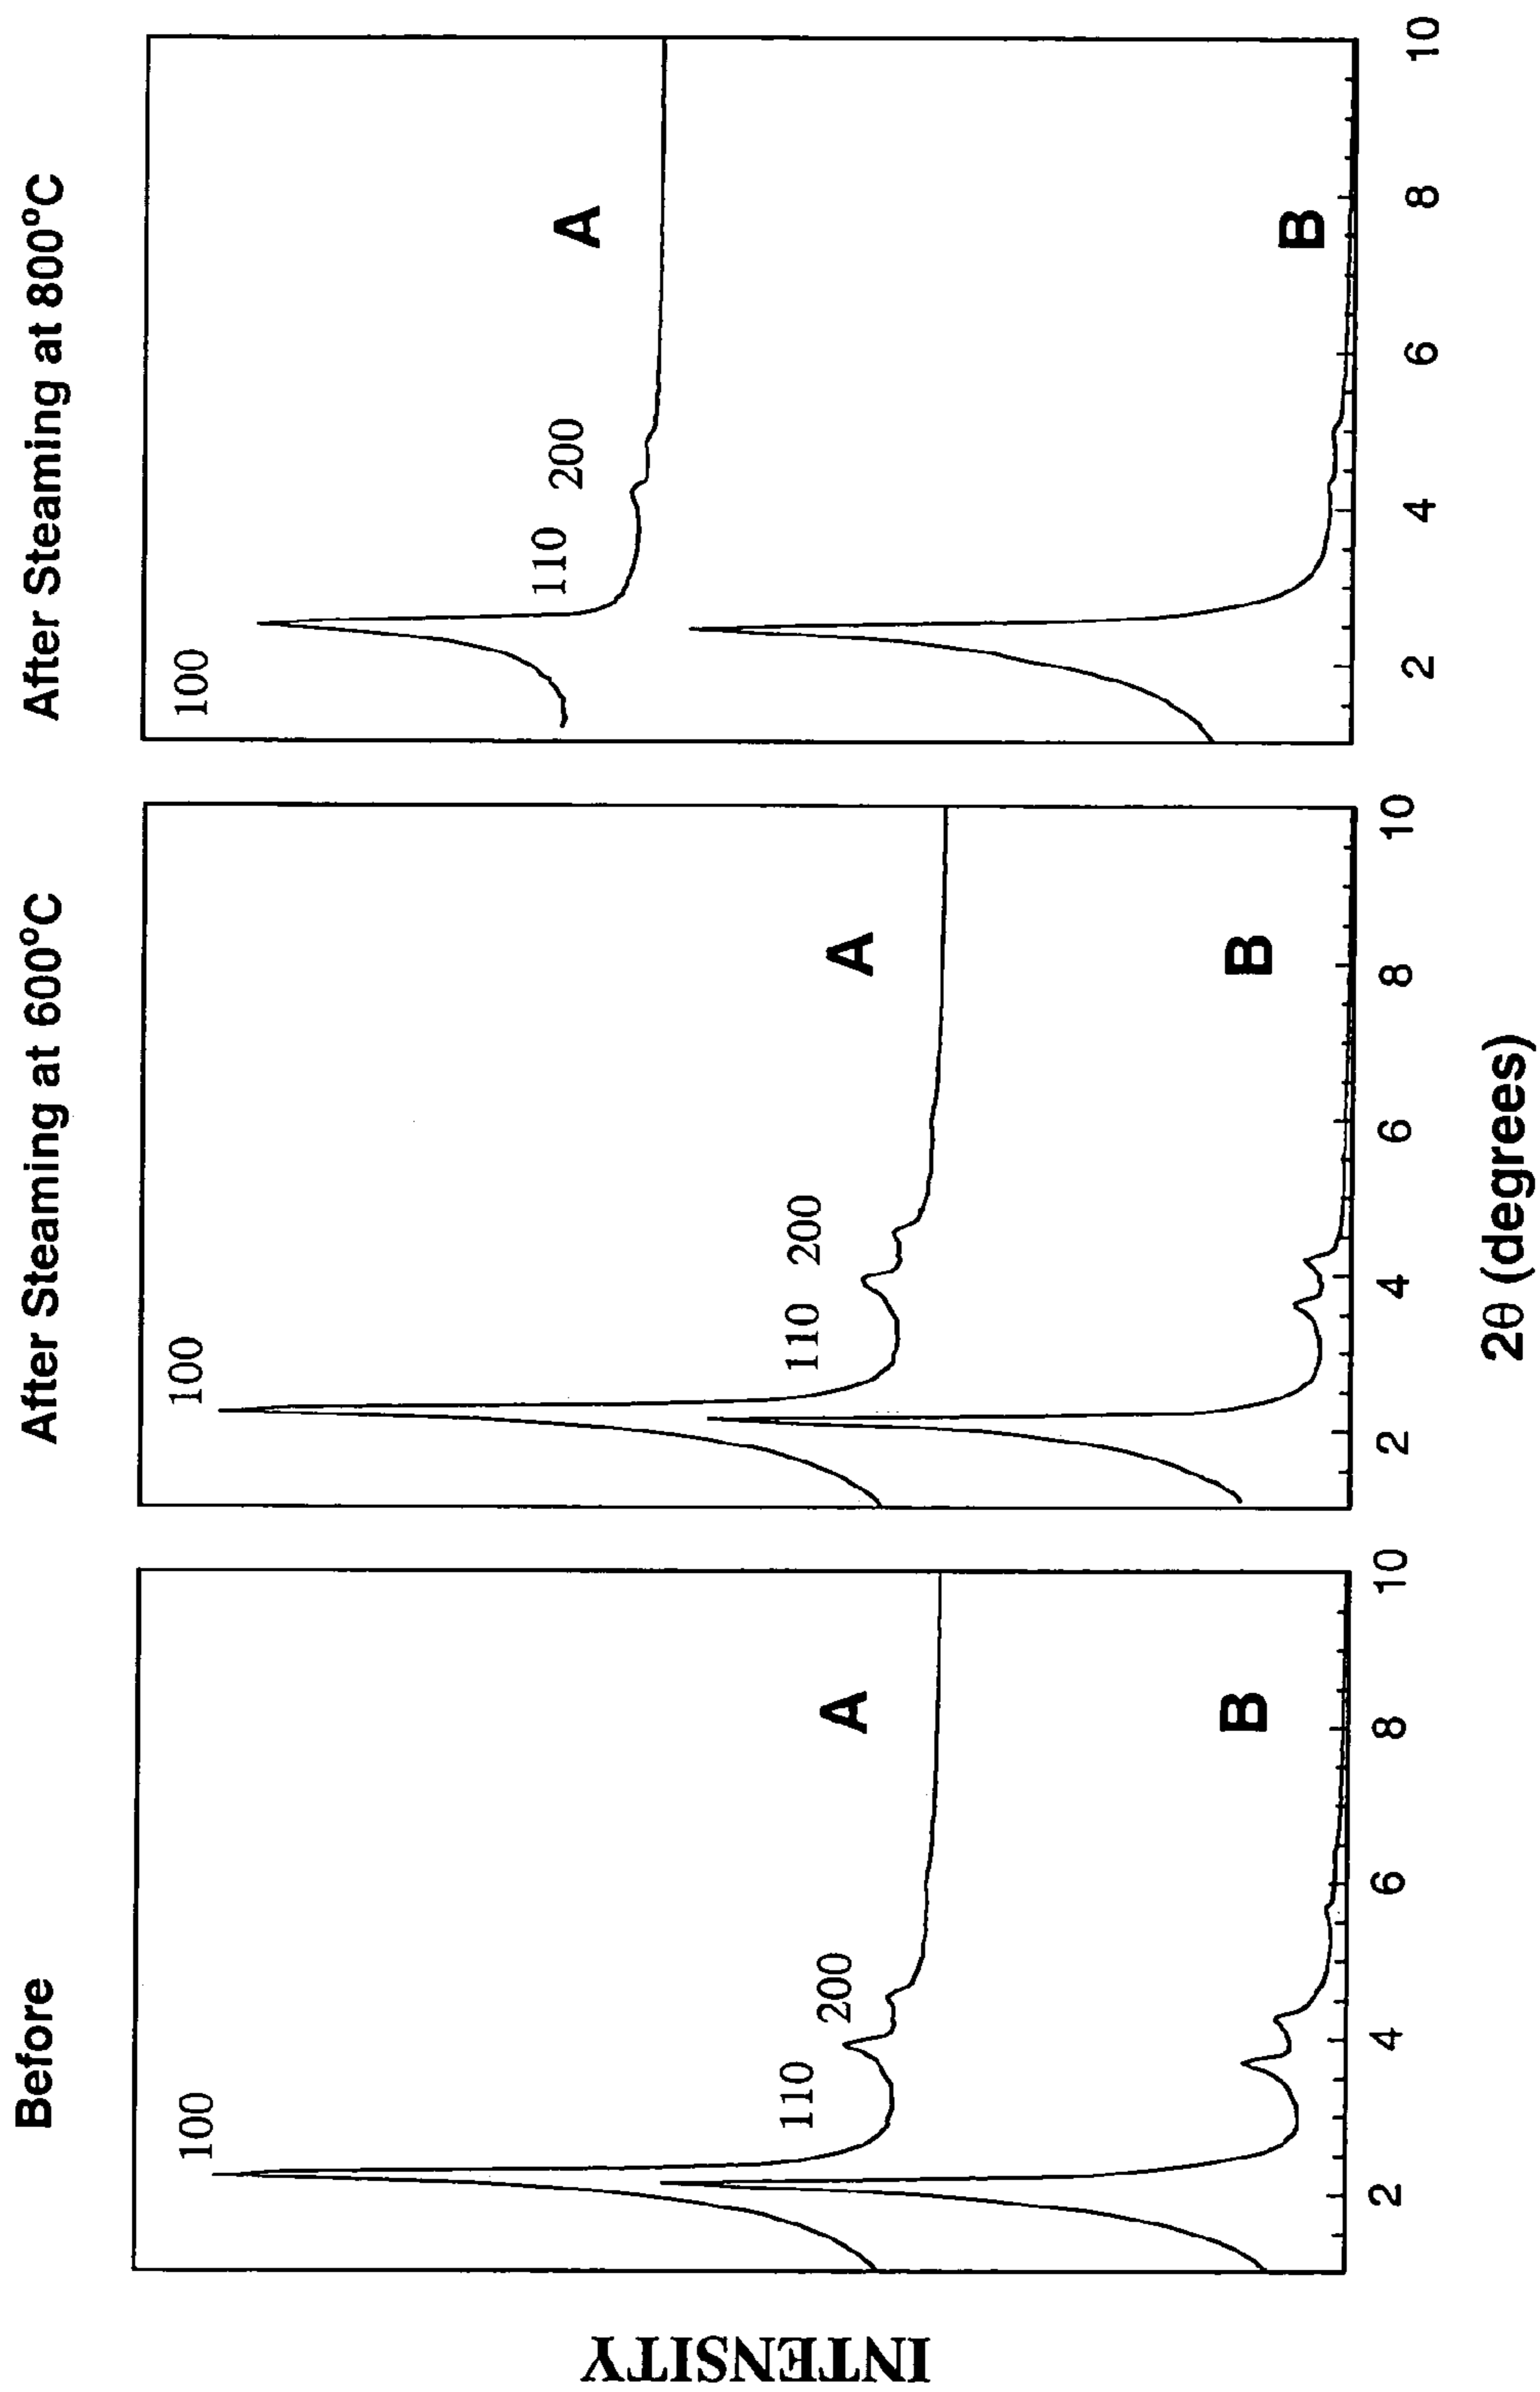 Before
After Steaming at 600°C
After Steaming at 800°C
INTENSITY
100
110
200
A
B
2 4 6 8 10
100
110
200
A
B
2 4 6 8 10
100
110
200
A
B
2 4 6 8 10
2θ (degrees)